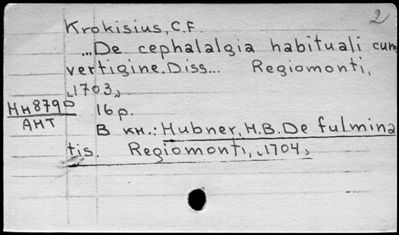 2
Krokisius, C.F.
...De cephalalgia habituali cum
vertigine. Diss... Regiomonti,
1703.
Нн879р
АНТ
16 p.
В кн.: Hubner, H.B. De fulmina
tis. Regiomonti, 1704.